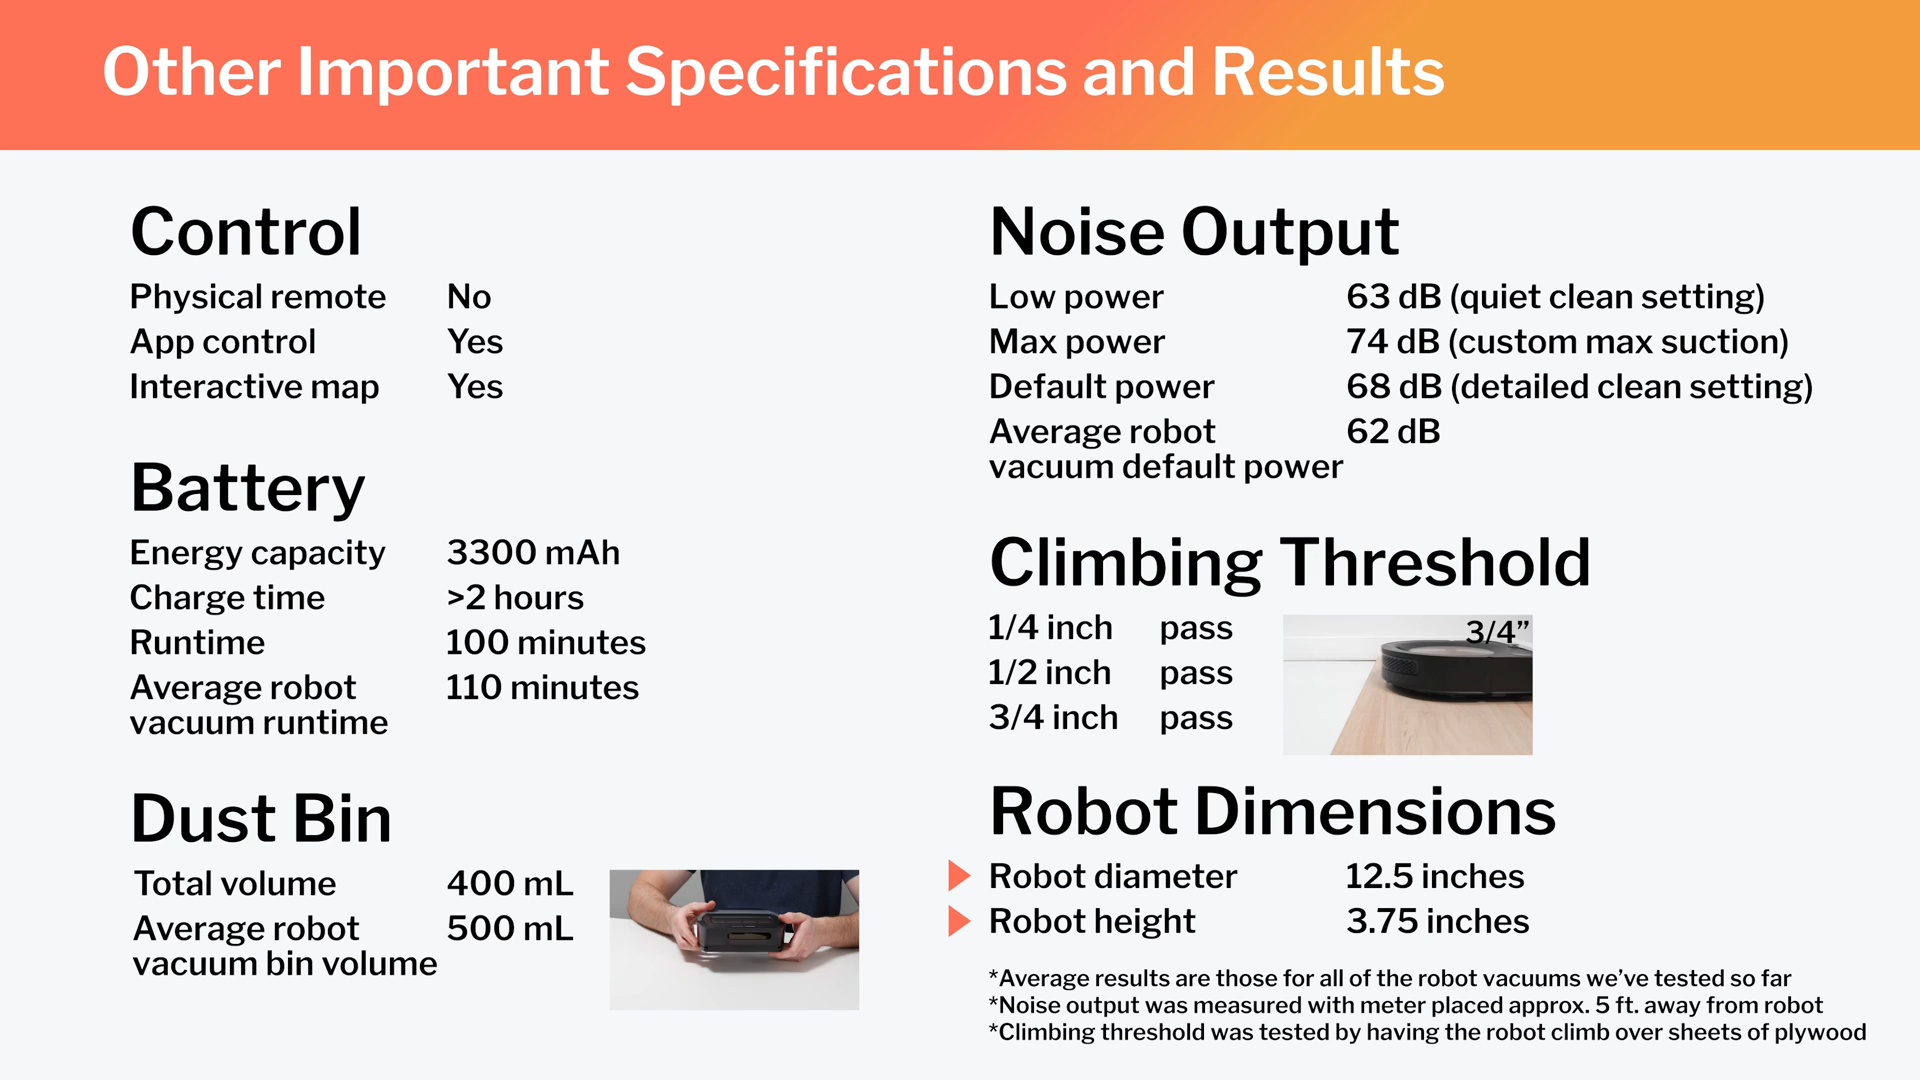 Other Important Specifications and Results
Control
Physical remote No
App control Yes
Interactive map Yes
Battery
Energy capacity 3300 mAh
Charge time >2 hours
Runtime 100 minutes
Average robot 110 minutes
vacuum runtime
Dust Bin
Total volume 400 mL
Average robot 500 mL
vacuum bin volume
Noise Output
Low power 63 dB (quiet clean setting)
Max power 74 dB (custom max suction)
Default power 68 dB (detailed clean setting)
Average robot 62 dB
vacuum default power
Climbing Threshold
1/4 inch pass
1/2 inch pass
3/4 inch pass
3/4”
Robot Dimensions
Robot diameter 12.5 inches
Robot height 3.75 inches
*Average results are those for all of the robot vacuums we’ve tested so far
*Noise output was measured with meter placed approx. 5 ft. away from robot
*Climbing threshold was tested by having the robot climb over sheets of plywood